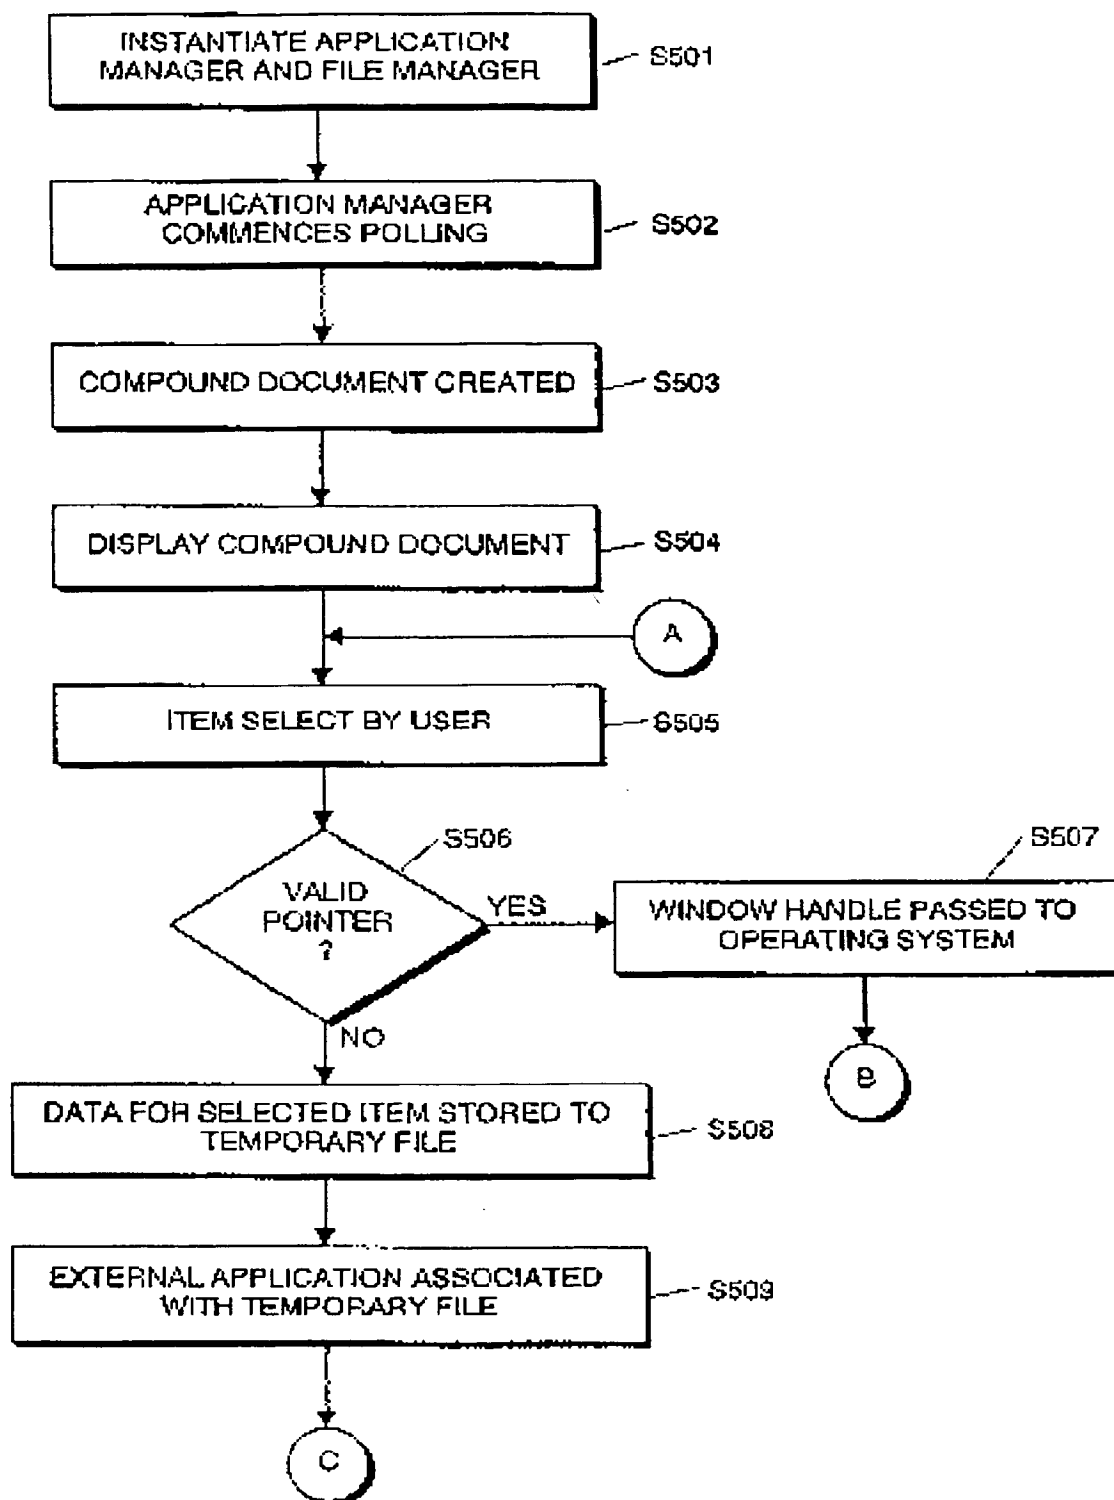 INSTANTIATE APPLICATION
MANAGER AND FILE MANAGER
S501
APPLICATION MANAGER
COMMENCES POLLING
S502
COMPOUND DOCUMENT CREATED
S503
DISPLAY COMPOUND DOCUMENT
S504
A
ITEM SELECT BY USER
S505
S506
VALID
POINTER
?
YES
S507
WINDOW HANDLE PASSED TO
OPERATING SYSTEM
NO
B
DATA FOR SELECTED ITEM STORED TO
TEMPORARY FILE
S508
EXTERNAL APPLICATION ASSOCIATED
WITH TEMPORARY FILE
S509
C